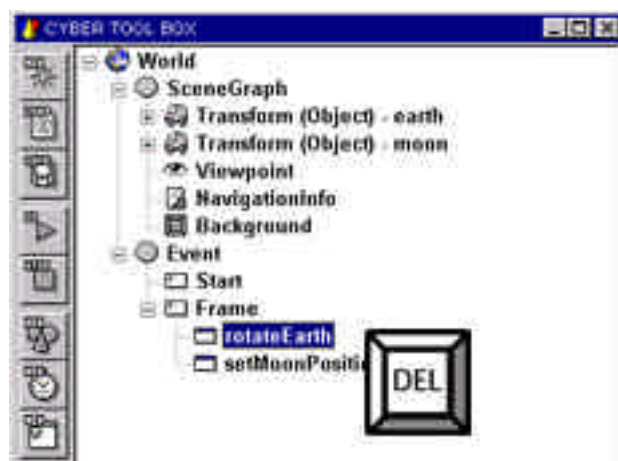 CYBER TOOL BOX
World
SceneGraph
Transform (Object) - earth
Transform (Object) - moon
Viewpoint
NavigationInfo
Background
Event
Start
Frame
rotateEarth
setMoonPositi
DEL